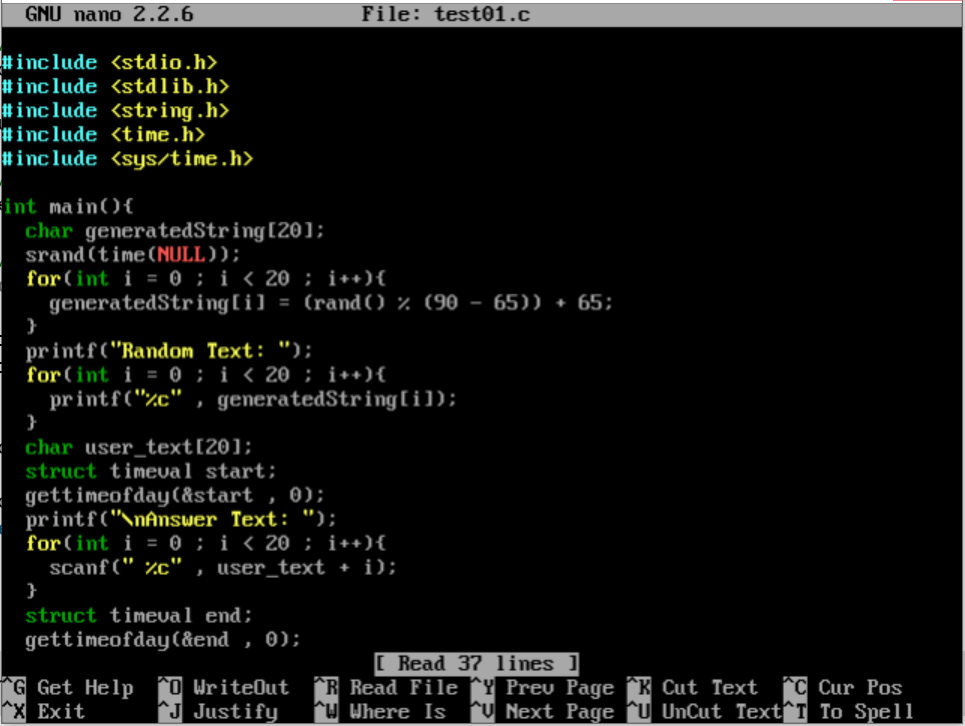 GNU nano 2.2.6 File: test01.c
#include <stdio.h>
#include <stdlib.h>
#include <string.h>
#include <time.h>
#include <sys/time.h>
int main(){
  char generatedString[20];
  srand(time(NULL));
  for(int i = 0 ; i < 20 ; i++){
    generatedString[i] = (rand() % (90 - 65)) + 65;
  }
  printf("Random Text: ");
  for(int i = 0 ; i < 20 ; i++){
    printf("%c" , generatedString[i]);
  }
  char user_text[20];
  struct timeval start;
  gettimeofday(&start , 0);
  printf("\nAnswer Text: ");
  for(int i = 0 ; i < 20 ; i++){
    scanf(" %c" , user_text + i);
  }
  struct timeval end;
  gettimeofday(&end , 0);
[ Read 37 lines ]
^G Get Help ^O WriteOut ^R Read File ^Y Prev Page ^K Cut Text ^C Cur Pos
^X Exit ^J Justify ^W Where Is ^V Next Page ^U UnCut Text ^T To Spell